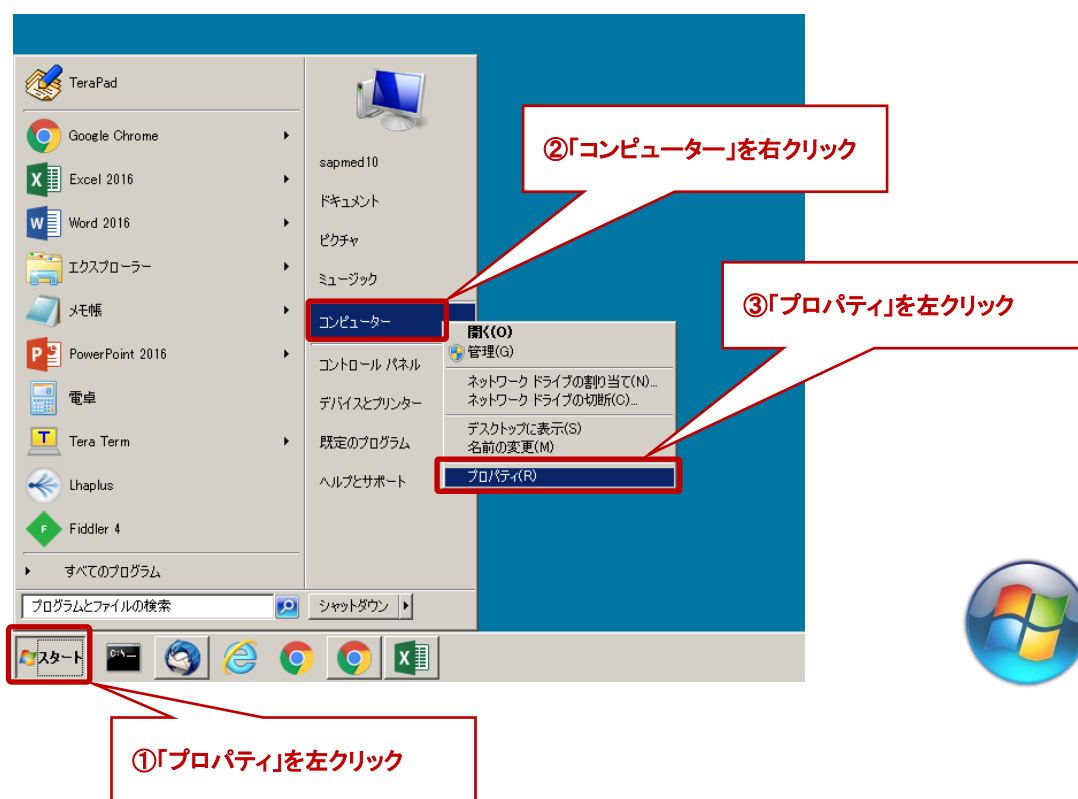 TeraPad
Google Chrome
Excel 2016
Word 2016
エクスプローラー
メモ帳
PowerPoint 2016
電卓
Tera Term
Lhaplus
Fiddler 4
すべてのプログラム
プログラムとファイルの検索
sapmed10
ドキュメント
ピクチャ
ミュージック
コンピューター
コントロール パネル
デバイスとプリンター
既定のプログラム
ヘルプとサポート
シャットダウン
開く(O)
管理(G)
ネットワーク ドライブの割り当て(N)...
ネットワーク ドライブの切断(C)...
デスクトップに表示(S)
名前の変更(M)
プロパティ(R)
②「コンピューター」を右クリック
③「プロパティ」を左クリック
スタート
①「プロパティ」を左クリック